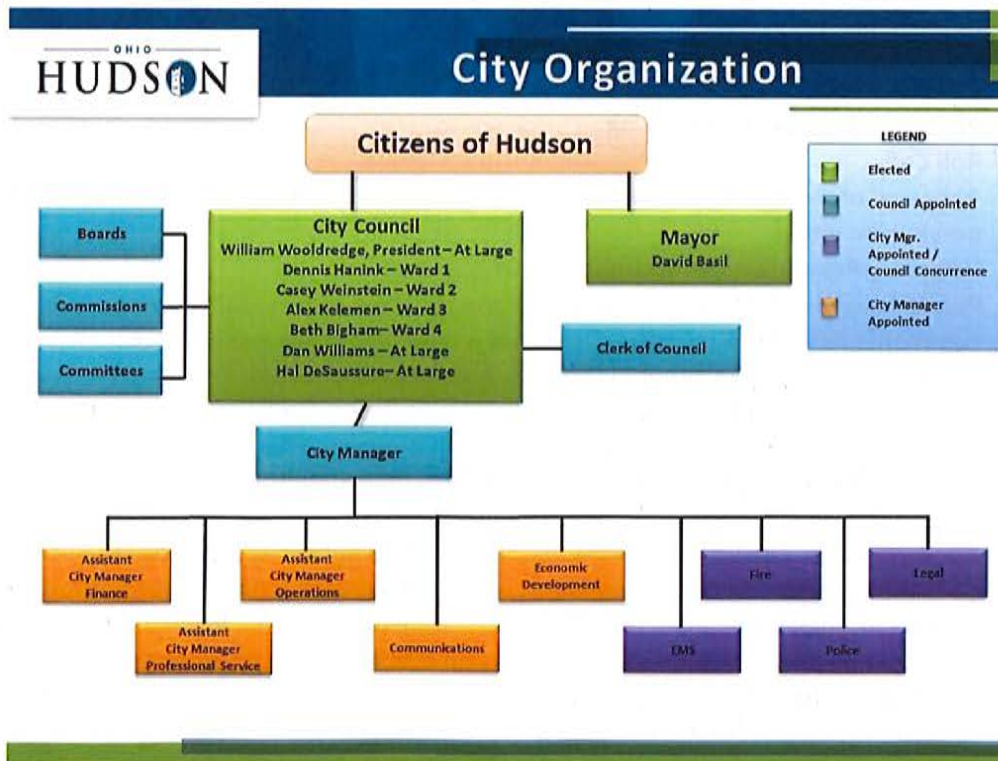 OHIO
HUDSON
City Organization
Citizens of Hudson
LEGEND
Elected
Council Appointed
City Mgr.
Appointed /
Council Concurrence
City Manager
Appointed
Boards
Commissions
Committees
City Council
William Wooldredge, President – At Large
Dennis Hanink – Ward 1
Casey Weinstein – Ward 2
Alex Kelemen – Ward 3
Beth Bigham – Ward 4
Dan Williams – At Large
Hal DeSaussure – At Large
Mayor
David Basil
Clerk of Council
City Manager
Assistant
City Manager
Finance
Assistant
City Manager
Operations
Economic
Development
Fire
Legal
Assistant
City Manager
Professional Service
Communications
EMS
Police